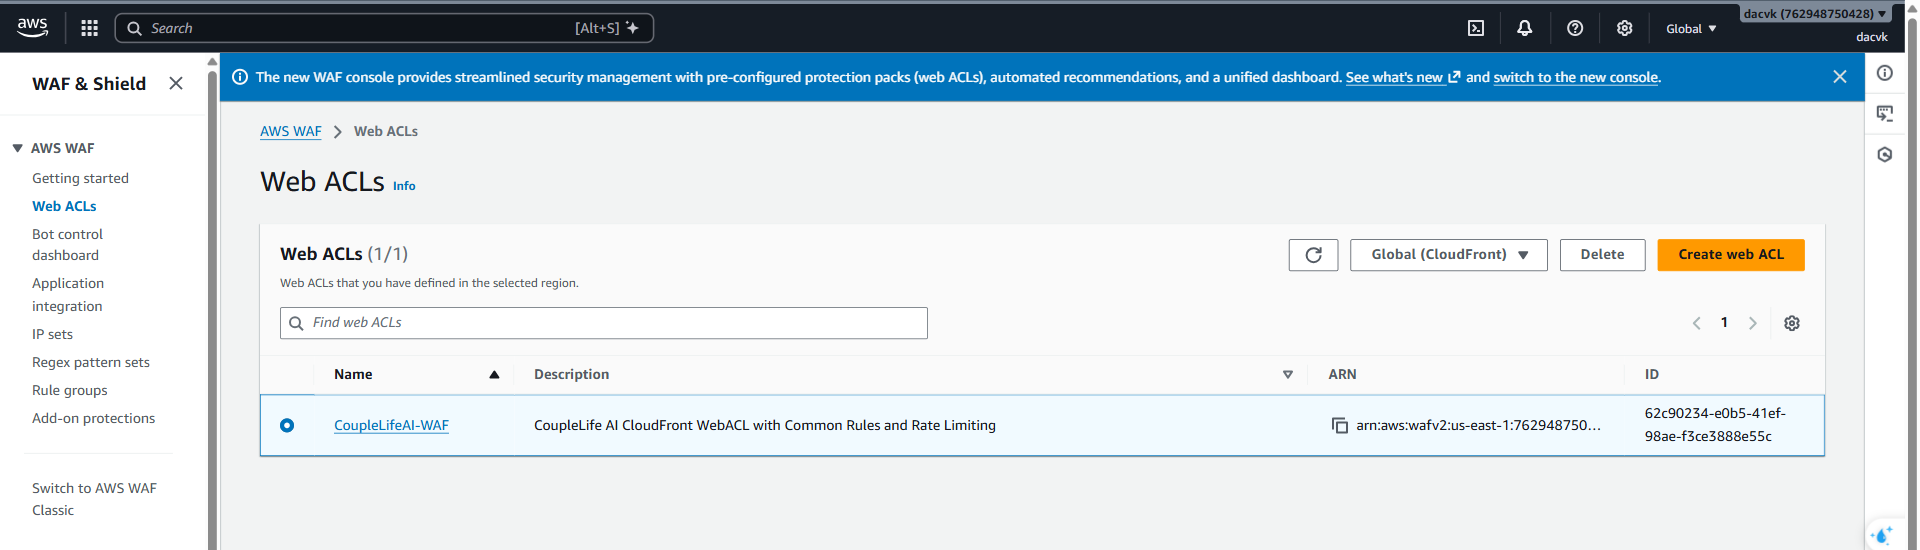 aws
Search
[Alt+S]
Global
dacvk (762948750428)
dacvk
WAF & Shield
AWS WAF
Getting started
Web ACLs
Bot control
dashboard
Application
integration
IP sets
Regex pattern sets
Rule groups
Add-on protections
Switch to AWS WAF
Classic
The new WAF console provides streamlined security management with pre-configured protection packs (web ACLs), automated recommendations, and a unified dashboard. See what's new and switch to the new console.
AWS WAF > Web ACLs
Web ACLs Info
Web ACLs (1/1)
Web ACLs that you have defined in the selected region.
Global (CloudFront)
Delete
Create web ACL
Find web ACLs
1
Name Description ARN ID
CoupleLifeAI-WAF CoupleLife AI CloudFront WebACL with Common Rules and Rate Limiting arn:aws:wafv2:us-east-1:762948750... 62c90234-e0b5-41ef-
98ae-f3ce3888e55c